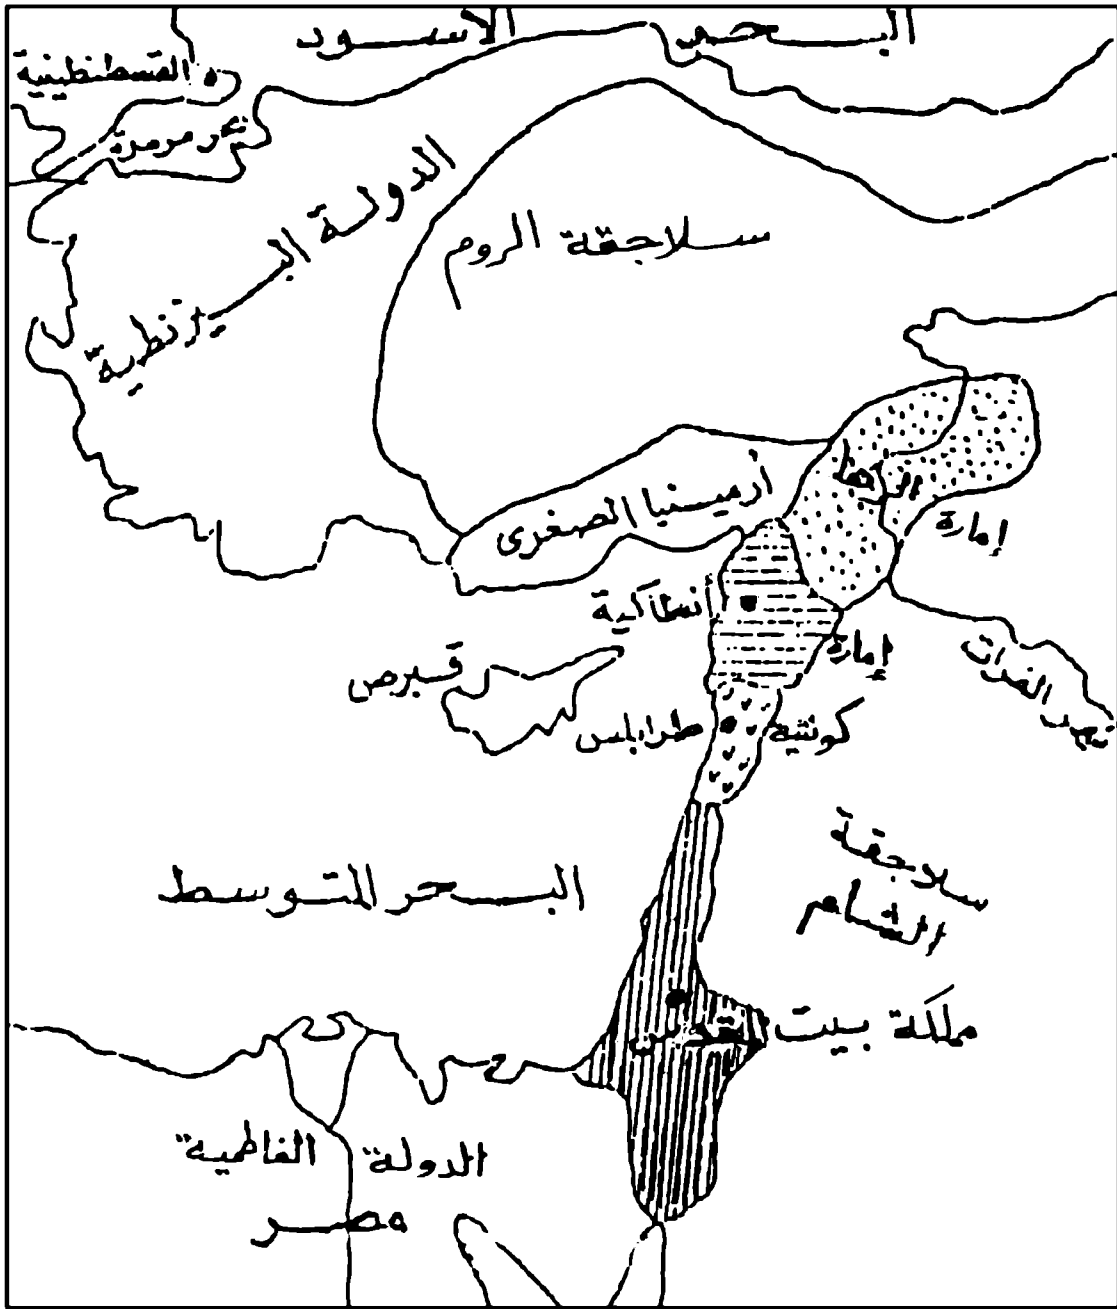 البحر الأسود
القسطنطينية
بحر مرمرة
الدولة البيزنطية
سلاجقة الروم
أرمينيا الصغرى
إمارة الرها
إمارة أنطاكية
نهر الفرات
قبرص
كونتية طرابلس
سلاجقة
الشام
البحر المتوسط
مملكة بيت المقدس
الدولة الفاطمية
مصر